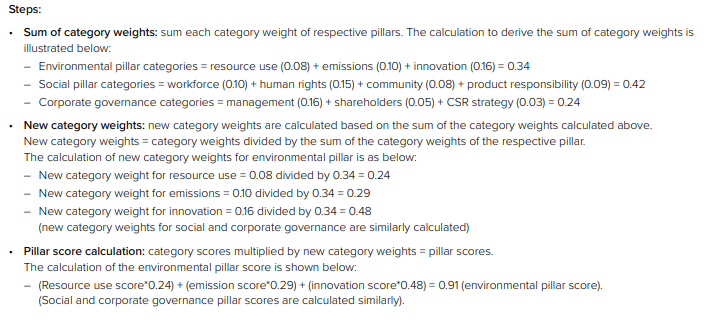 Steps:
• Sum of category weights: sum each category weight of respective pillars. The calculation to derive the sum of category weights is
illustrated below:
– Environmental pillar categories = resource use (0.08) + emissions (0.10) + innovation (0.16) = 0.34
– Social pillar categories = workforce (0.10) + human rights (0.15) + community (0.08) + product responsibility (0.09) = 0.42
– Corporate governance categories = management (0.16) + shareholders (0.05) + CSR strategy (0.03) = 0.24
• New category weights: new category weights are calculated based on the sum of the category weights calculated above.
New category weights = category weights divided by the sum of the category weights of the respective pillar.
The calculation of new category weights for environmental pillar is as below:
– New category weight for resource use = 0.08 divided by 0.34 = 0.24
– New category weight for emissions = 0.10 divided by 0.34 = 0.29
– New category weight for innovation = 0.16 divided by 0.34 = 0.48
(new category weights for social and corporate governance are similarly calculated)
• Pillar score calculation: category scores multiplied by new category weights = pillar scores.
The calculation of the environmental pillar score is shown below:
– (Resource use score*0.24) + (emission score*0.29) + (innovation score*0.48) = 0.91 (environmental pillar score).
(Social and corporate governance pillar scores are calculated similarly).